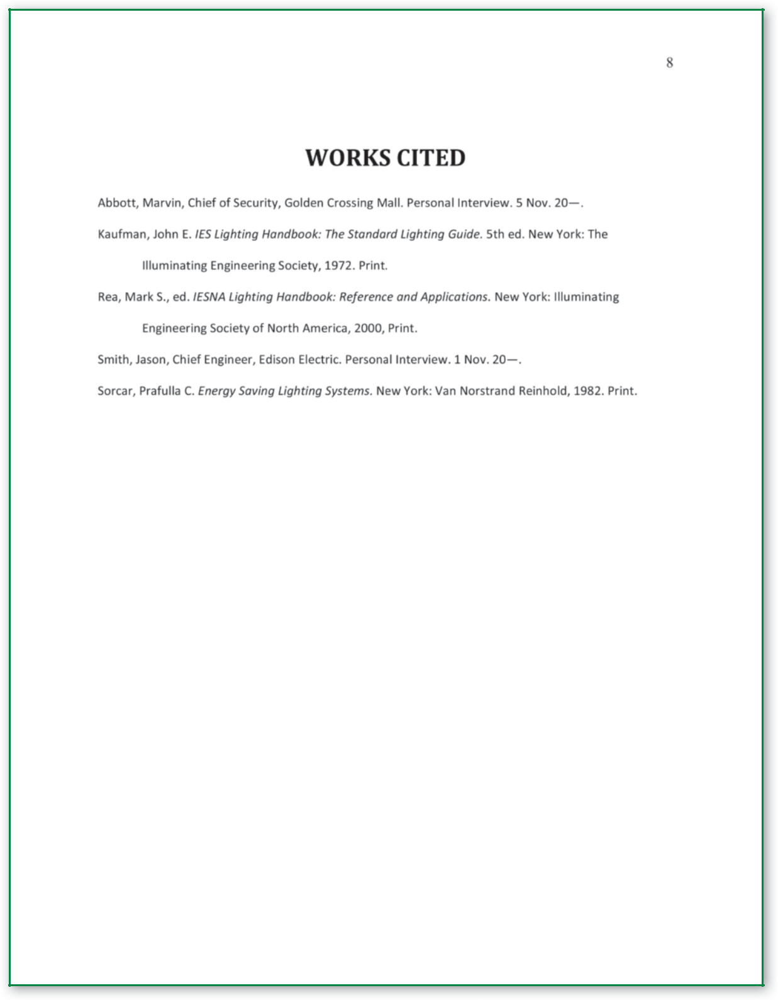 8
WORKS CITED
Abbott, Marvin, Chief of Security, Golden Crossing Mall. Personal Interview. 5 Nov. 20—.
Kaufman, John E. IES Lighting Handbook: The Standard Lighting Guide. 5th ed. New York: The
Illuminating Engineering Society, 1972. Print.
Rea, Mark S., ed. IESNA Lighting Handbook: Reference and Applications. New York: Illuminating
Engineering Society of North America, 2000, Print.
Smith, Jason, Chief Engineer, Edison Electric. Personal Interview. 1 Nov. 20—.
Sorcar, Prafulla C. Energy Saving Lighting Systems. New York: Van Norstrand Reinhold, 1982. Print.